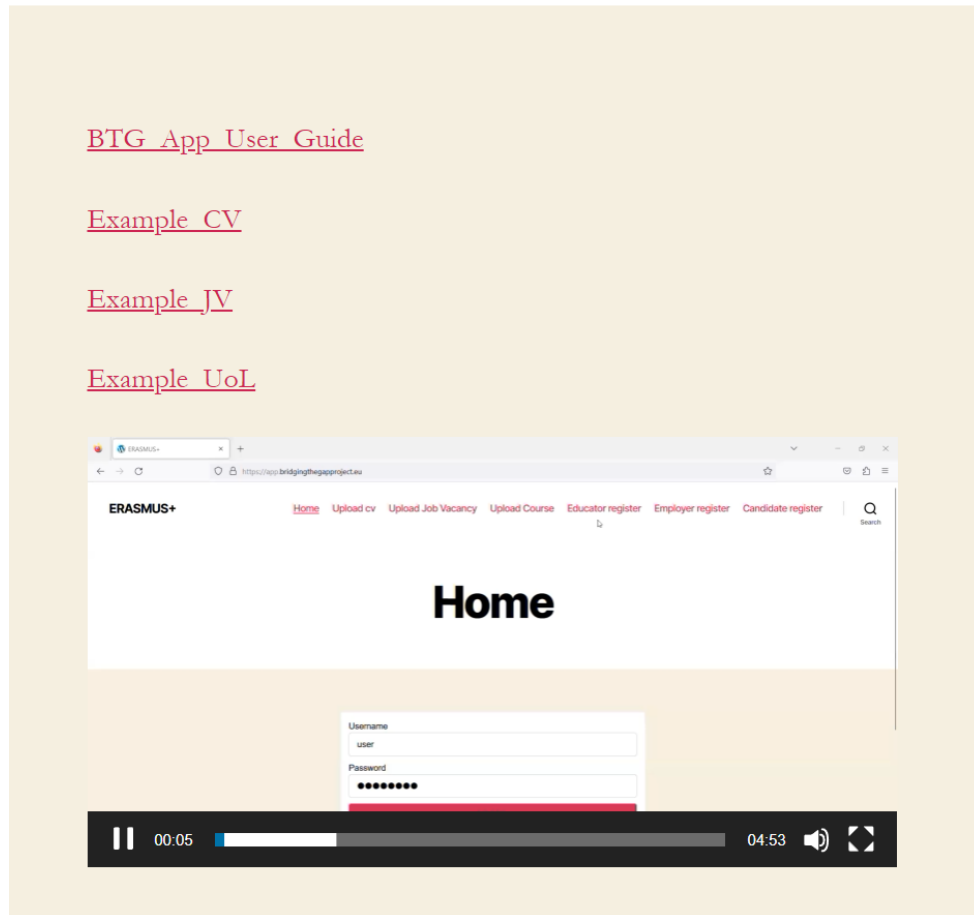 BTG_App_User_Guide
Example_CV
Example_JV
Example_UoL
ERASMUS+ × +
https://app.bridgingthegapproject.eu
ERASMUS+ Home Upload cv Upload Job Vacancy Upload Course Educator register Employer register Candidate register Search
Home
Username
user
Password
00:05 04:53